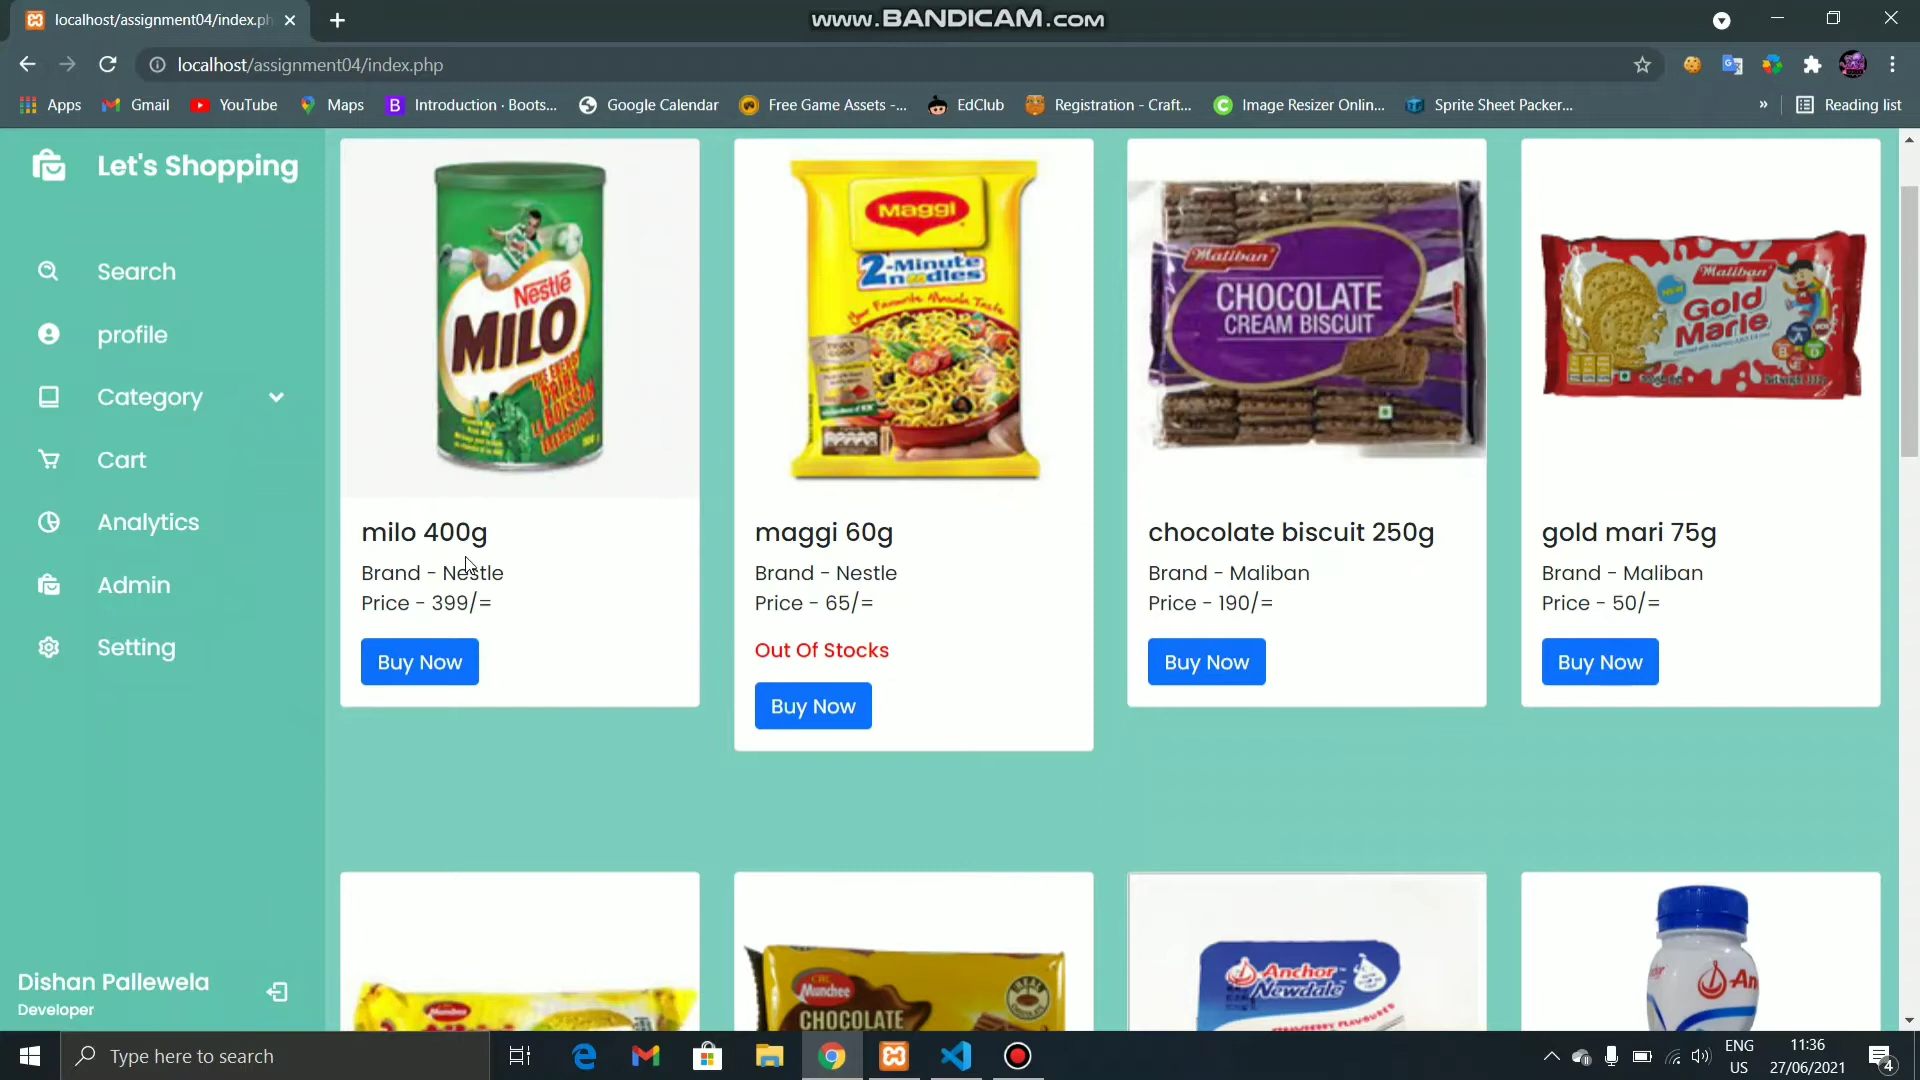 localhost/assignment04/index.ph
www.BANDICAM.com
localhost/assignment04/index.php
Apps
Gmail
YouTube
Maps
Introduction · Boots...
Google Calendar
Free Game Assets -...
EdClub
Registration - Craft...
Image Resizer Onlin...
Sprite Sheet Packer...
»
Reading list
Let's Shopping
Search
profile
Category
Cart
Analytics
Admin
Setting
Dishan Pallewela
Developer
Nestlé
MILO
milo 400g
Brand - Nestle
Price - 399/=
Buy Now
Maggi
2-Minute
noodles
maggi 60g
Brand - Nestle
Price - 65/=
Out Of Stocks
Buy Now
Maliban
CHOCOLATE
CREAM BISCUIT
chocolate biscuit 250g
Brand - Maliban
Price - 190/=
Buy Now
Maliban
Gold
Marie
gold mari 75g
Brand - Maliban
Price - 50/=
Buy Now
Munchee
Munchee
CHOCOLATE
Anchor
Newdale
An
Type here to search
ENG
US
11:36
27/06/2021
4